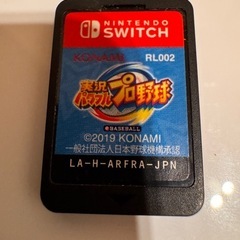 NINTENDO
SWITCH
KONAMI
RL002
実況
パワフル
プロ野球
eBASEBALL
©2019 KONAMI
一般社団法人日本野球機構承認
LA-H-ARFRA-JPN